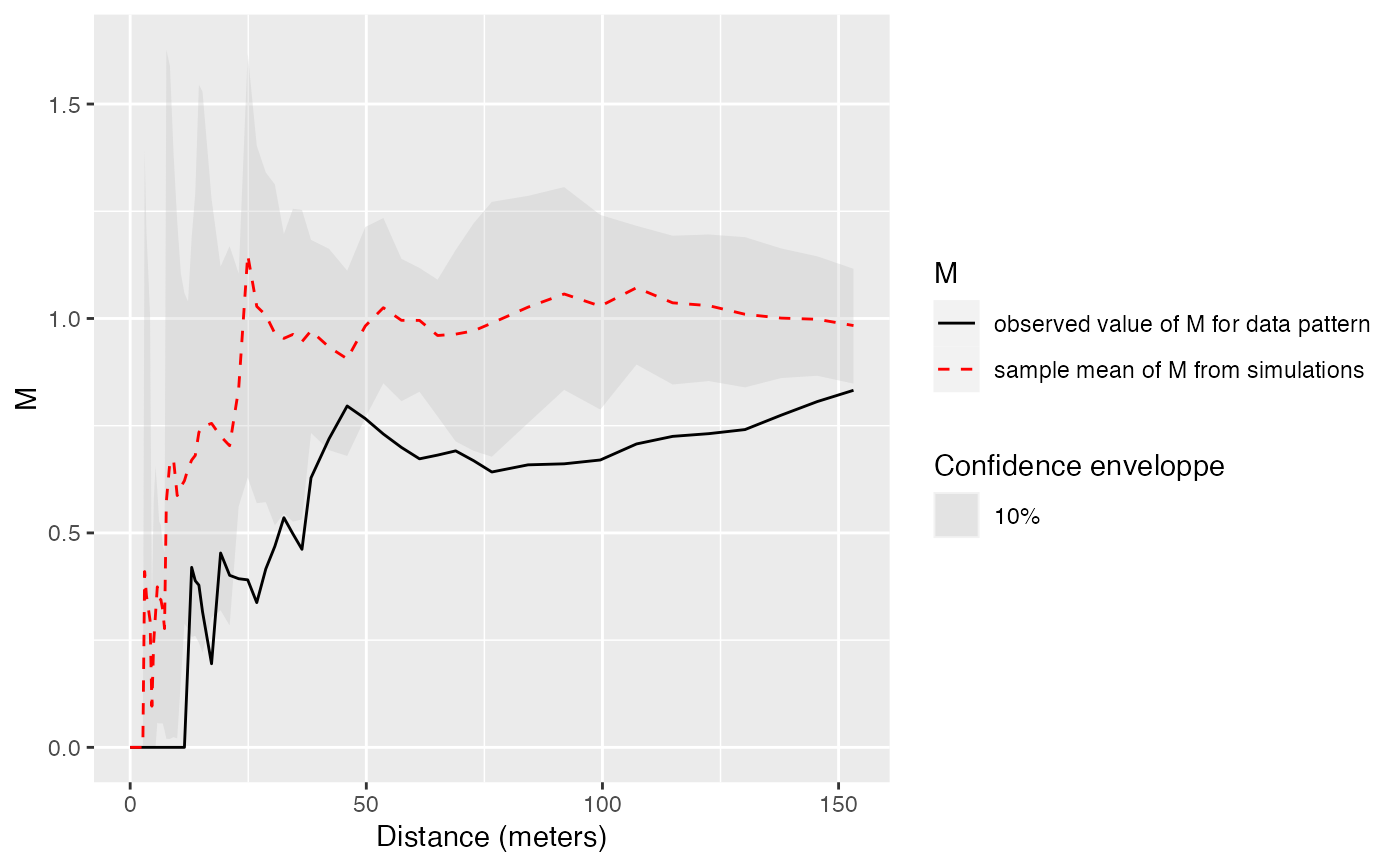 1.5
1.0
0.5
0.0
M
0
50
100
150
Distance (meters)
M
observed value of M for data pattern
sample mean of M from simulations
Confidence enveloppe
10%